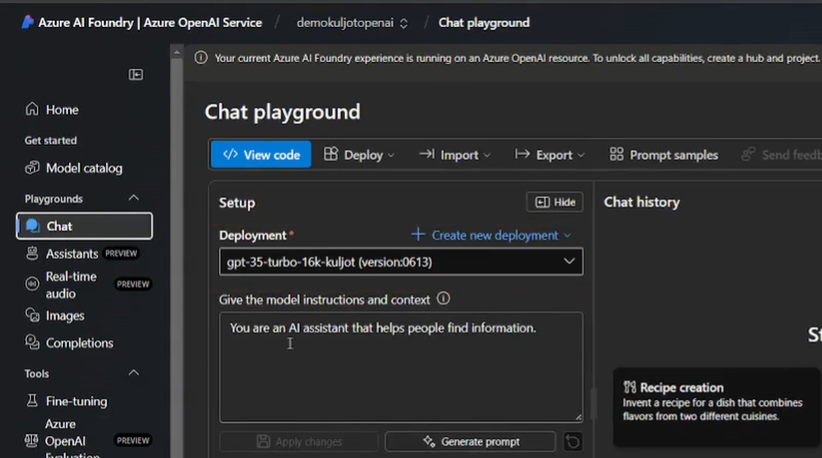 Azure AI Foundry | Azure OpenAI Service / demokuljotopenai / Chat playground
Your current Azure AI Foundry experience is running on an Azure OpenAI resource. To unlock all capabilities, create a hub and project.
Home
Get started
Model catalog
Playgrounds
Chat
Assistants PREVIEW
Real-time
audio PREVIEW
Images
Completions
Tools
Fine-tuning
Azure
OpenAI PREVIEW
Evaluation
Chat playground
View code
Deploy
Import
Export
Prompt samples
Send feedb
Setup
Hide
Deployment*
Create new deployment
gpt-35-turbo-16k-kuljot (version:0613)
Give the model instructions and context
You are an AI assistant that helps people find information.
Apply changes
Generate prompt
Chat history
St
Recipe creation
Invent a recipe for a dish that combines
flavors from two different cuisines.